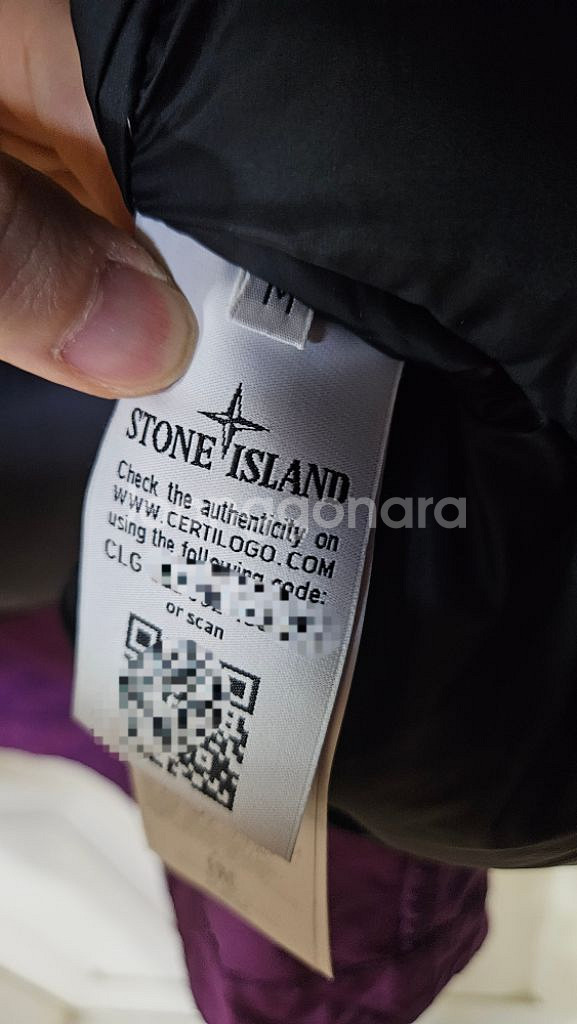 M
STONE ISLAND
Check the authenticity on
WWW.CERTILOGO.COM
using the following code:
CLG
or scan